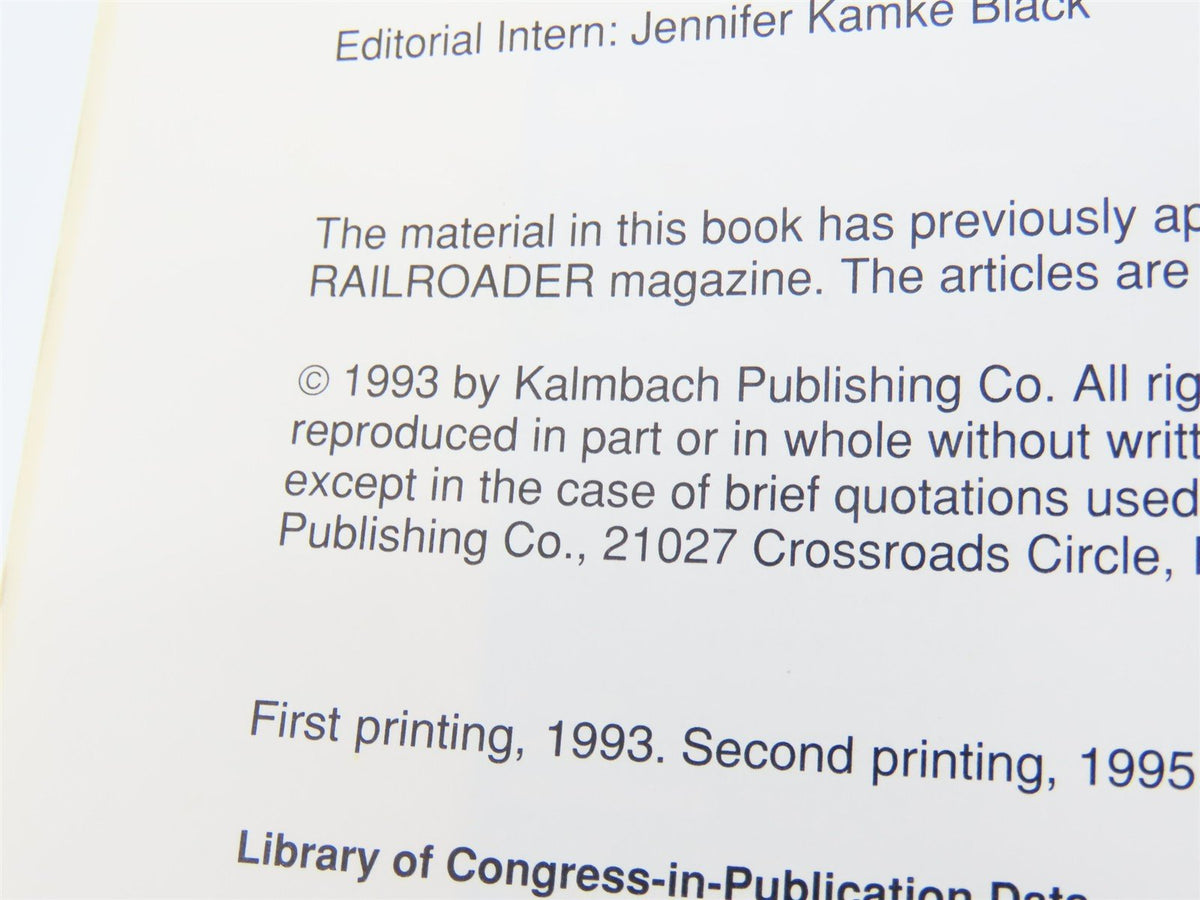 Editorial Intern: Jennifer Kamke Black
The material in this book has previously ap
RAILROADER magazine. The articles are
© 1993 by Kalmbach Publishing Co. All rig
reproduced in part or in whole without writt
except in the case of brief quotations used
Publishing Co., 21027 Crossroads Circle,
First printing, 1993. Second printing, 1995
Library of Congress-in-Publication Data